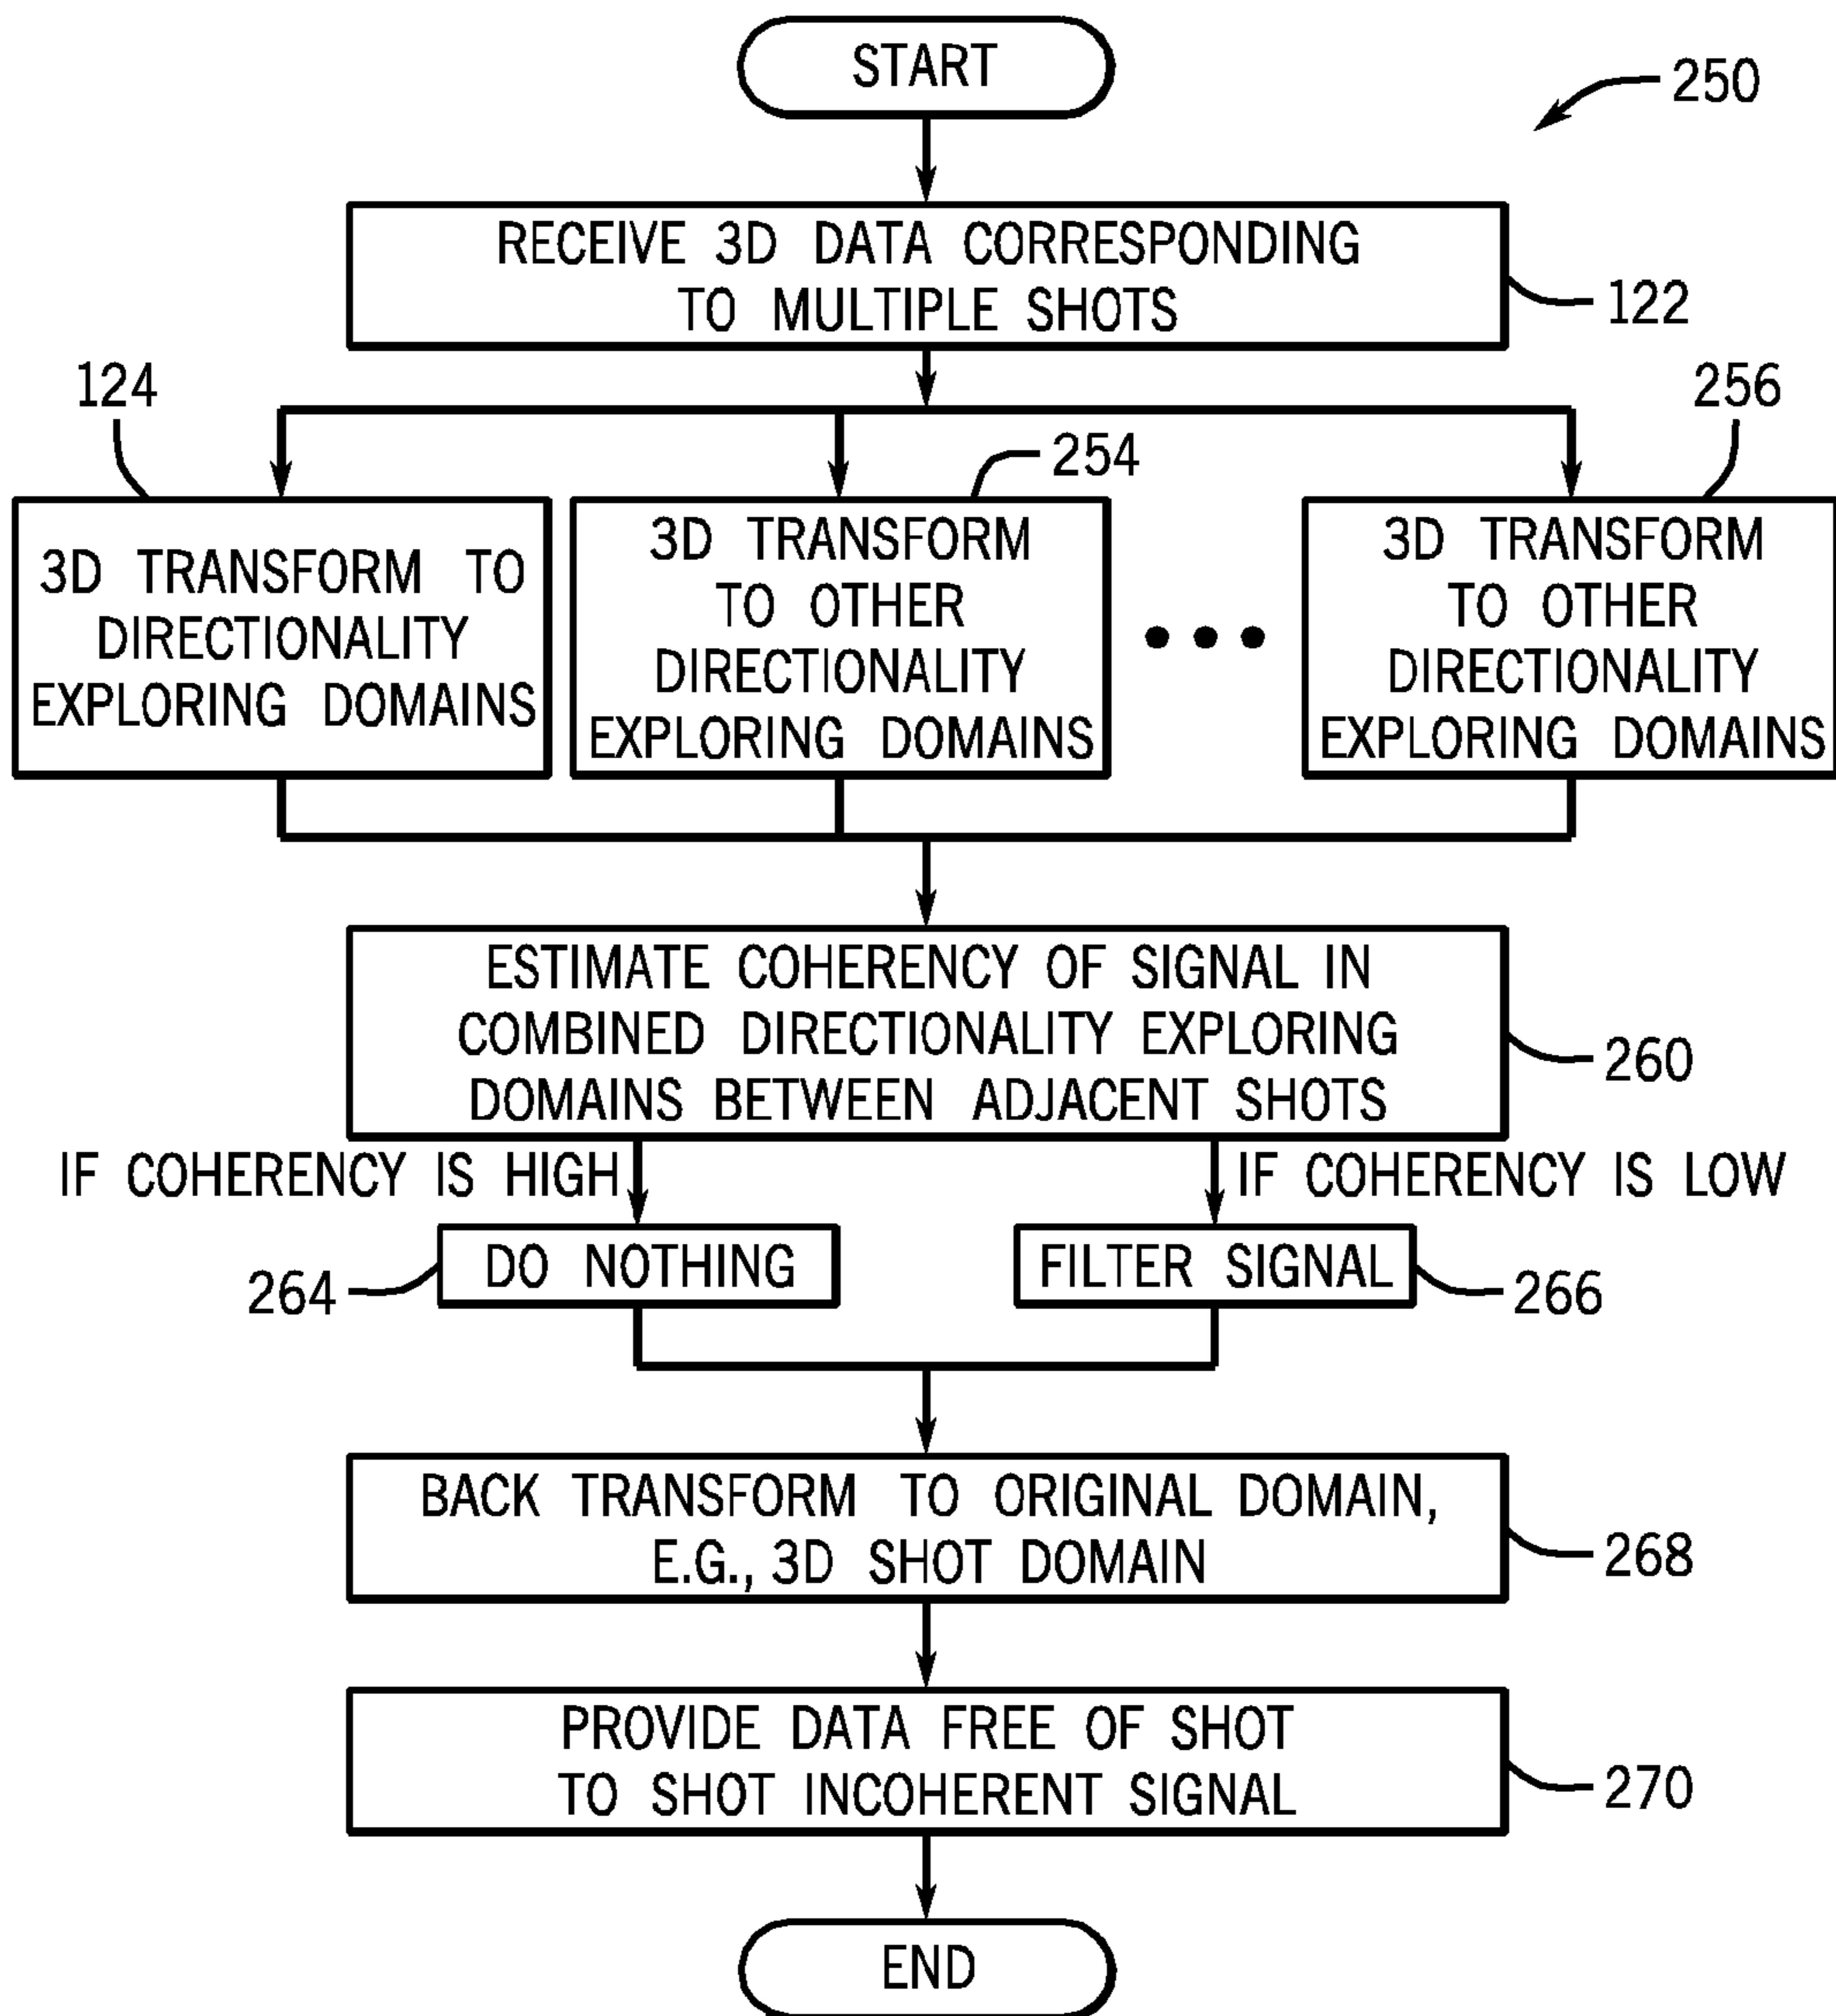 START
250
RECEIVE 3D DATA CORRESPONDING
TO MULTIPLE SHOTS
122
124
254
256
3D TRANSFORM TO
DIRECTIONALITY
EXPLORING DOMAINS
3D TRANSFORM
TO OTHER
DIRECTIONALITY
EXPLORING DOMAINS
3D TRANSFORM
TO OTHER
DIRECTIONALITY
EXPLORING DOMAINS
ESTIMATE COHERENCY OF SIGNAL IN
COMBINED DIRECTIONALITY EXPLORING
DOMAINS BETWEEN ADJACENT SHOTS
260
IF COHERENCY IS HIGH
IF COHERENCY IS LOW
DO NOTHING
264
FILTER SIGNAL
266
BACK TRANSFORM TO ORIGINAL DOMAIN,
E.G., 3D SHOT DOMAIN
268
PROVIDE DATA FREE OF SHOT
TO SHOT INCOHERENT SIGNAL
270
END